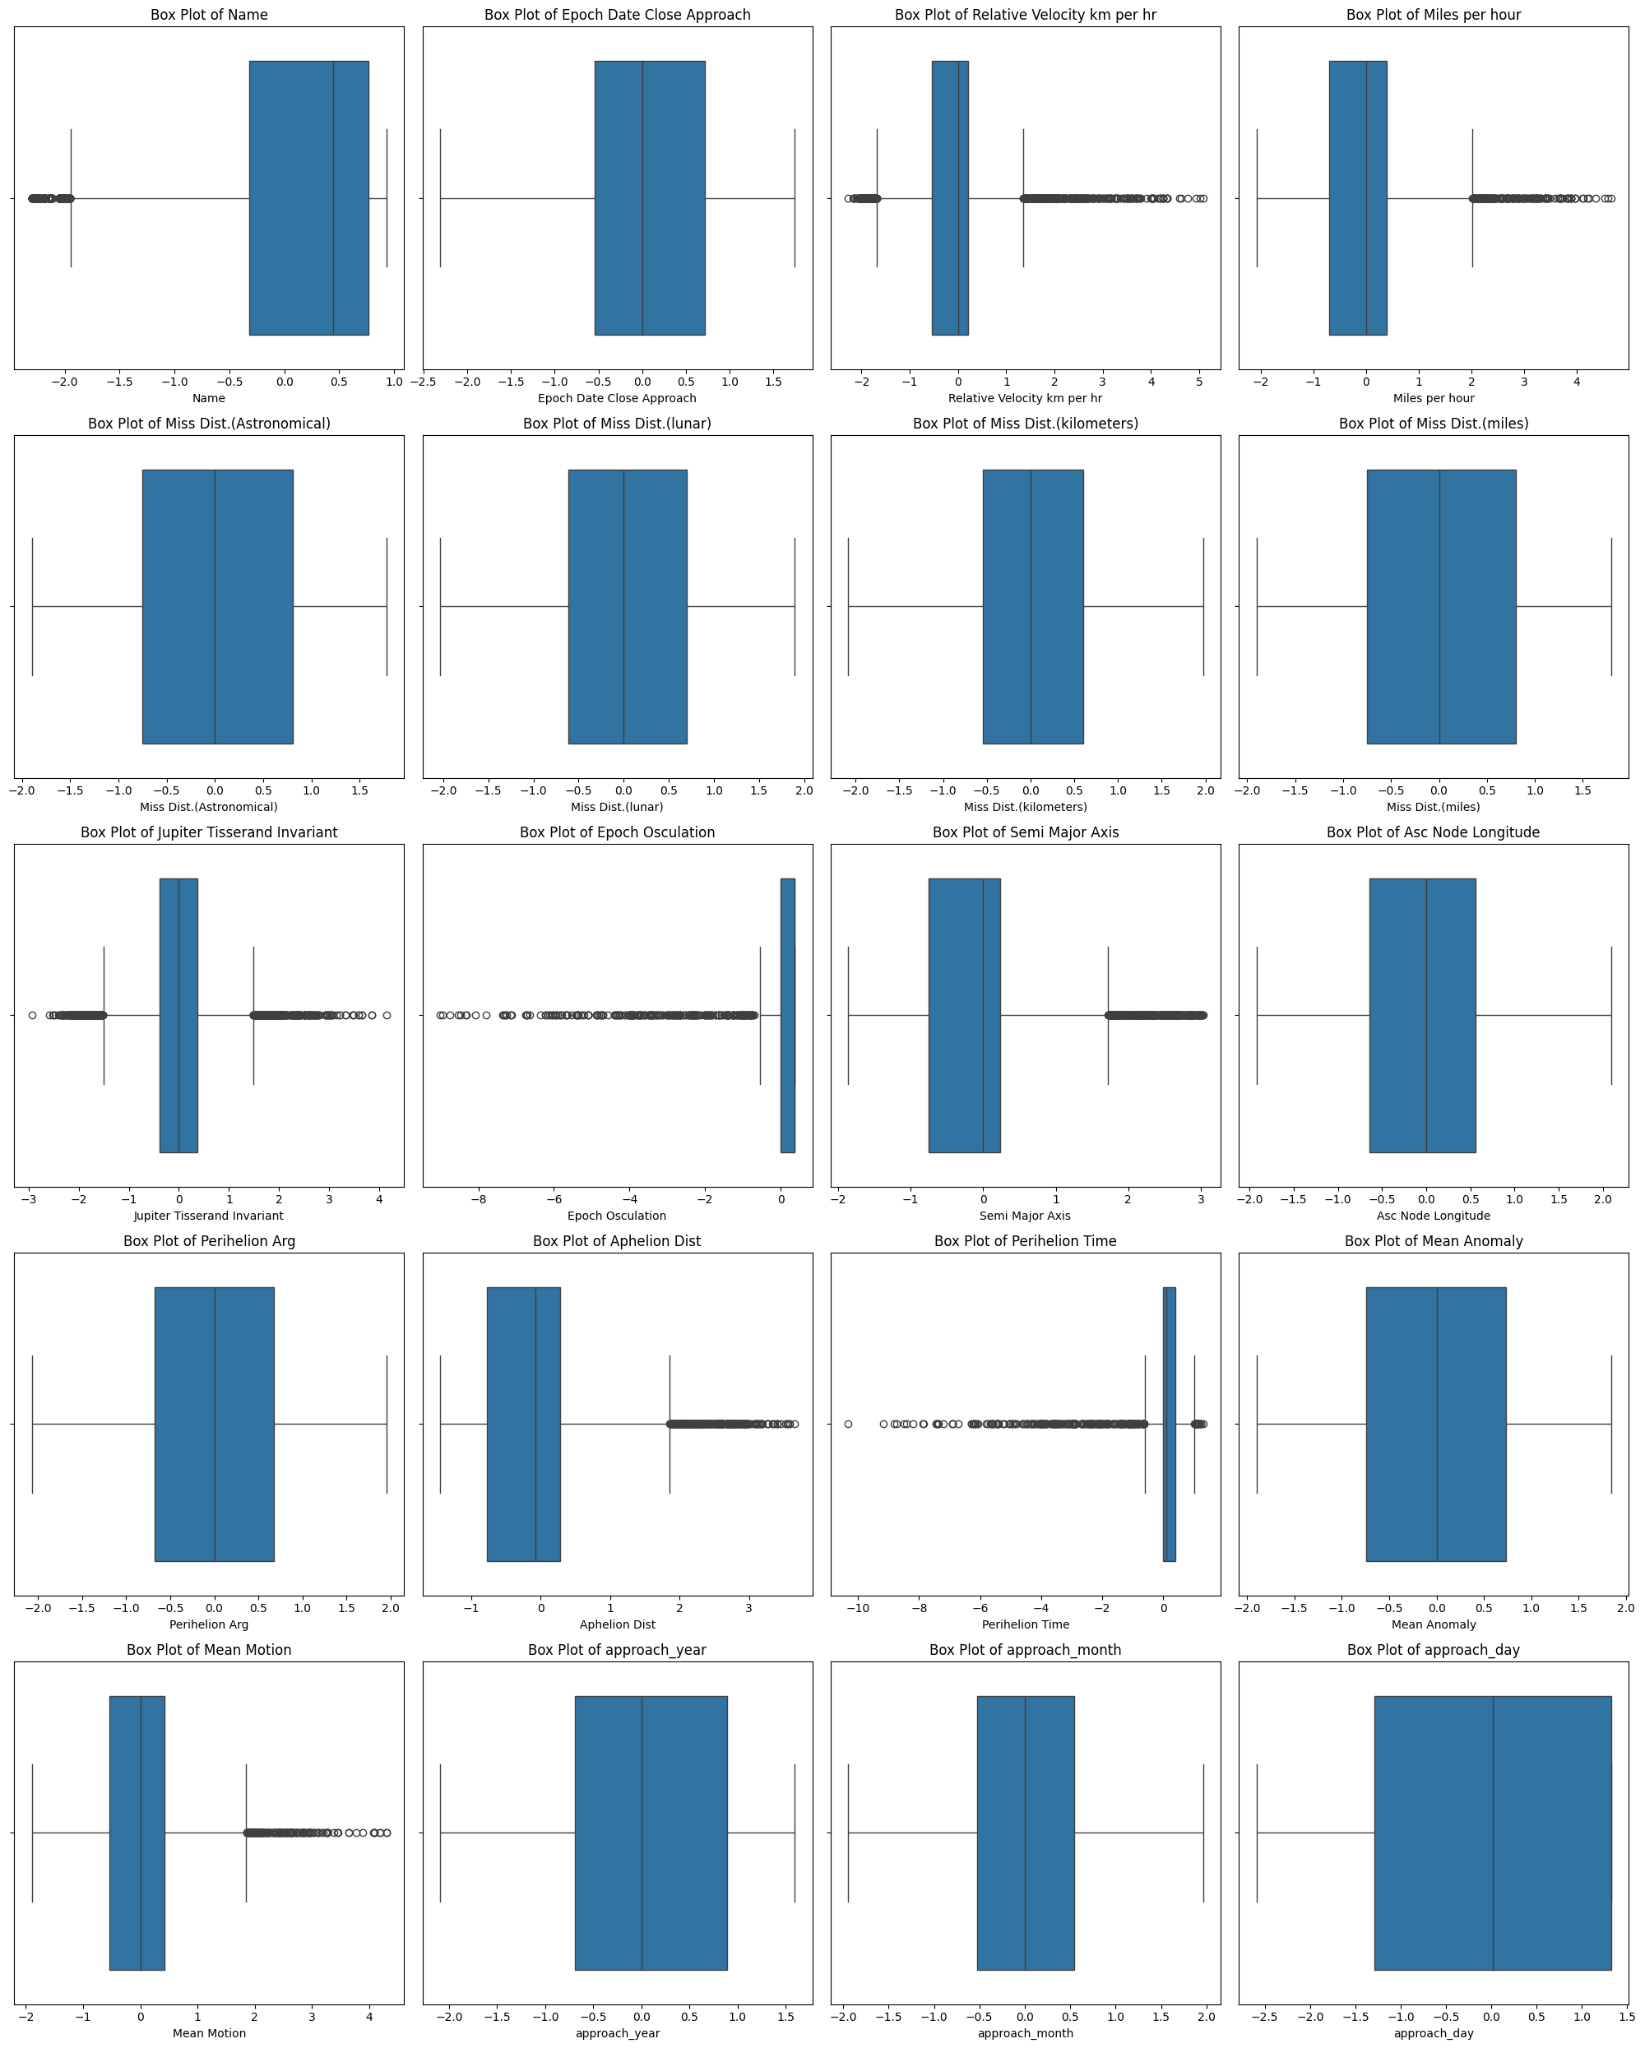 Box Plot of Name
Box Plot of Epoch Date Close Approach
Box Plot of Relative Velocity km per hr
Box Plot of Miles per hour
−2.0 −1.5 −1.0 −0.5 0.0 0.5 1.0
−2.5 −2.0 −1.5 −1.0 −0.5 0.0 0.5 1.0 1.5
−2 −1 0 1 2 3 4 5
−2 −1 0 1 2 3 4
Name
Epoch Date Close Approach
Relative Velocity km per hr
Miles per hour
Box Plot of Miss Dist.(Astronomical)
Box Plot of Miss Dist.(lunar)
Box Plot of Miss Dist.(kilometers)
Box Plot of Miss Dist.(miles)
−2.0 −1.5 −1.0 −0.5 0.0 0.5 1.0 1.5
−2.0 −1.5 −1.0 −0.5 0.0 0.5 1.0 1.5 2.0
−2.0 −1.5 −1.0 −0.5 0.0 0.5 1.0 1.5 2.0
−2.0 −1.5 −1.0 −0.5 0.0 0.5 1.0 1.5
Miss Dist.(Astronomical)
Miss Dist.(lunar)
Miss Dist.(kilometers)
Miss Dist.(miles)
Box Plot of Jupiter Tisserand Invariant
Box Plot of Epoch Osculation
Box Plot of Semi Major Axis
Box Plot of Asc Node Longitude
−3 −2 −1 0 1 2 3 4
−8 −6 −4 −2 0
−2 −1 0 1 2 3
−2.0 −1.5 −1.0 −0.5 0.0 0.5 1.0 1.5 2.0
Jupiter Tisserand Invariant
Epoch Osculation
Semi Major Axis
Asc Node Longitude
Box Plot of Perihelion Arg
Box Plot of Aphelion Dist
Box Plot of Perihelion Time
Box Plot of Mean Anomaly
−2.0 −1.5 −1.0 −0.5 0.0 0.5 1.0 1.5 2.0
−1 0 1 2 3
−10 −8 −6 −4 −2 0
−2.0 −1.5 −1.0 −0.5 0.0 0.5 1.0 1.5 2.0
Perihelion Arg
Aphelion Dist
Perihelion Time
Mean Anomaly
Box Plot of Mean Motion
Box Plot of approach_year
Box Plot of approach_month
Box Plot of approach_day
−2 −1 0 1 2 3 4
−2.0 −1.5 −1.0 −0.5 0.0 0.5 1.0 1.5
−2.0 −1.5 −1.0 −0.5 0.0 0.5 1.0 1.5 2.0
−2.5 −2.0 −1.5 −1.0 −0.5 0.0 0.5 1.0 1.5
Mean Motion
approach_year
approach_month
approach_day